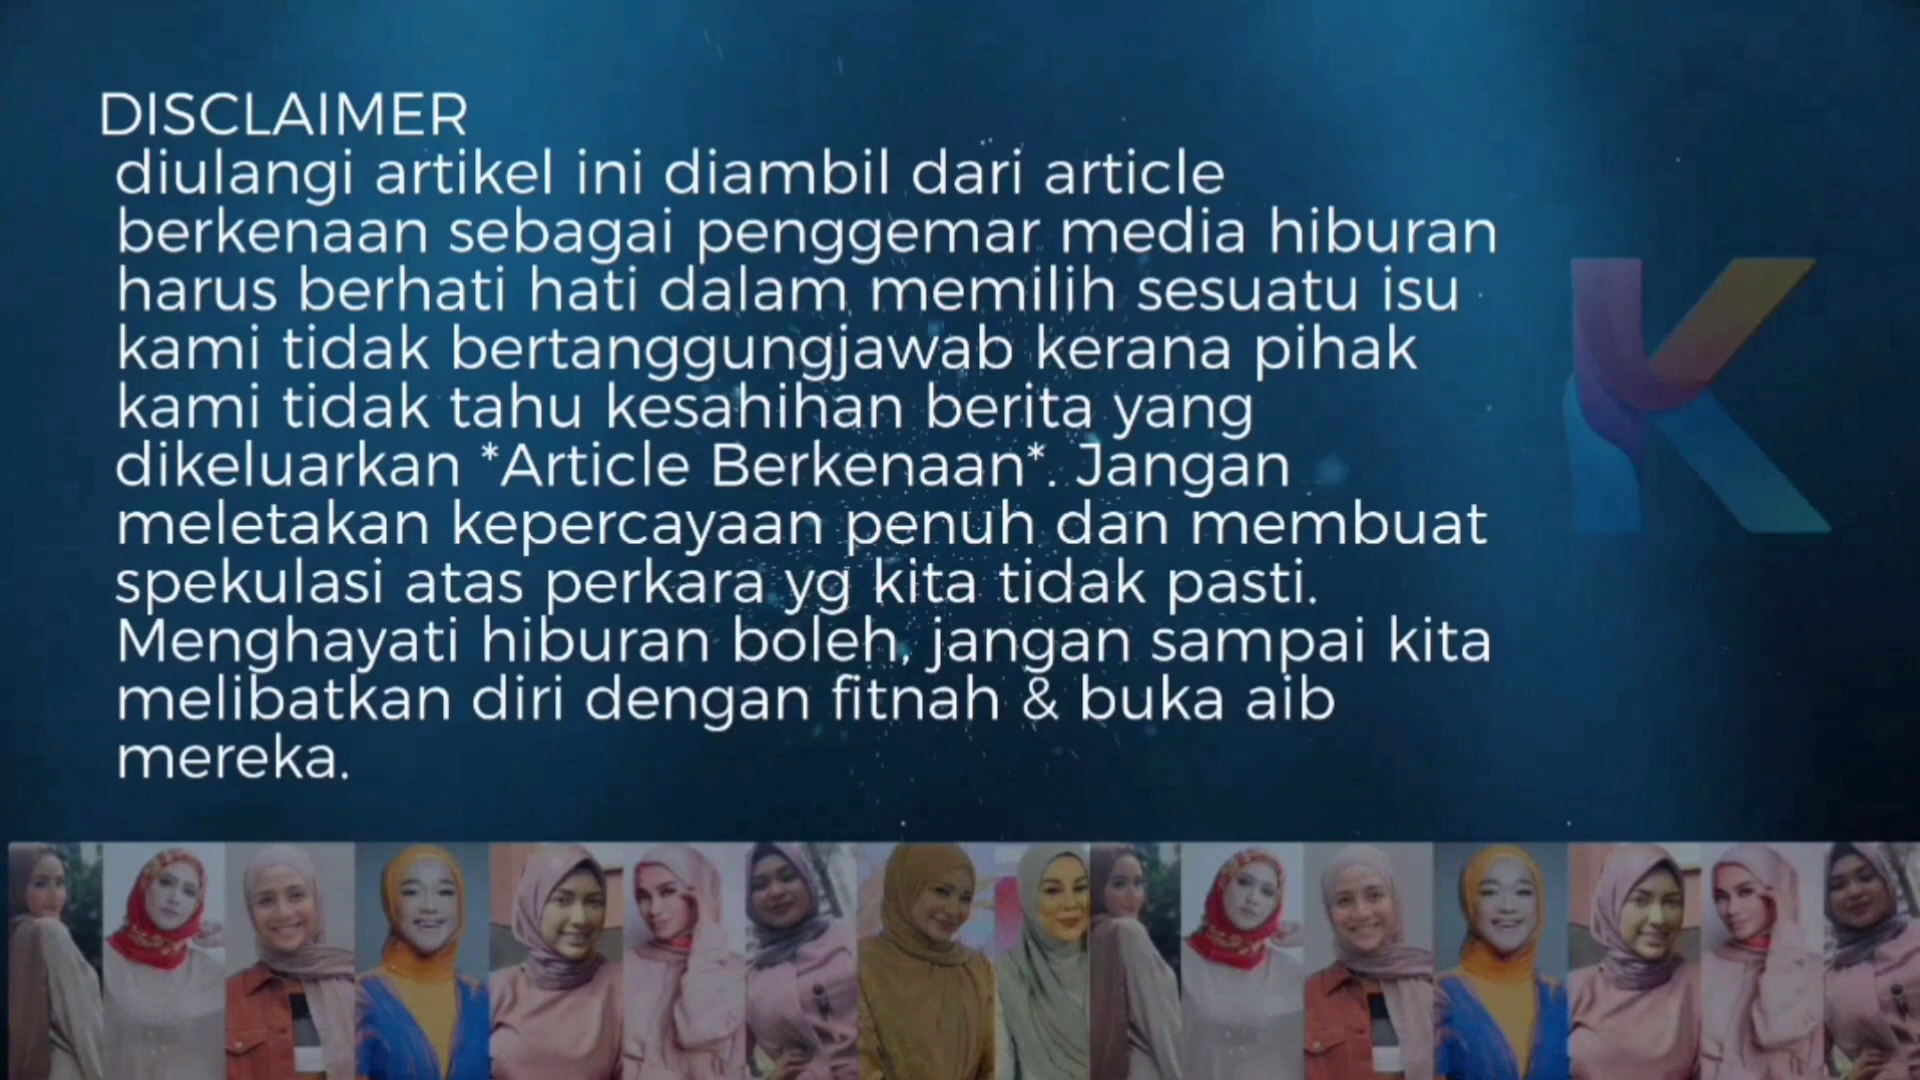 DISCLAIMER
diulangi artikel ini diambil dari article
berkenaan sebagai penggemar media hiburan
harus berhati hati dalam memilih sesuatu isu
kami tidak bertanggungjawab kerana pihak
kami tidak tahu kesahihan berita yang
dikeluarkan *Article Berkenaan*. Jangan
meletakan kepercayaan penuh dan membuat
spekulasi atas perkara yg kita tidak pasti.
Menghayati hiburan boleh, jangan sampai kita
melibatkan diri dengan fitnah & buka aib
mereka.
K